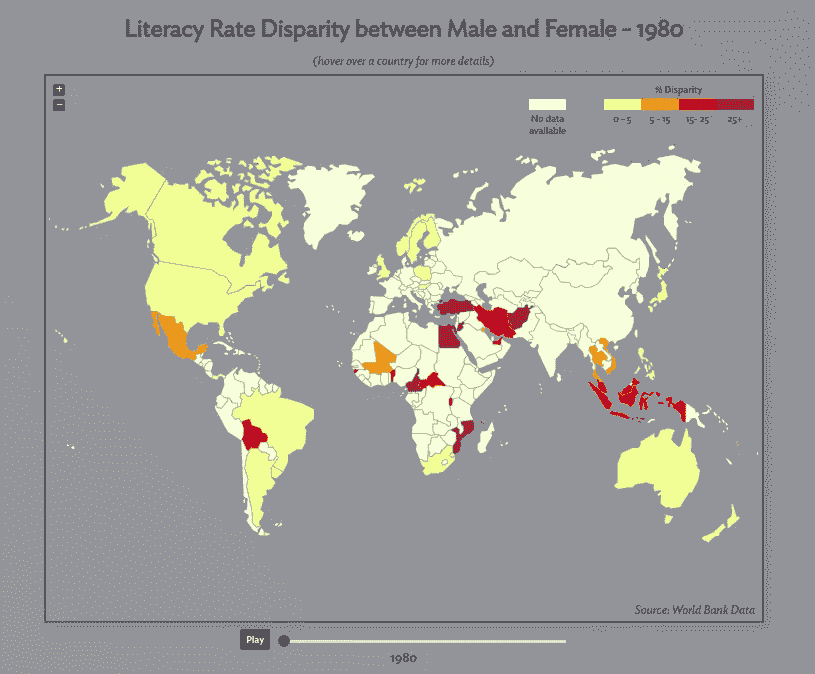 Literacy Rate Disparity between Male and Female - 1980
(hover over a country for more details)
+
−
% Disparity
No data
available
0 - 5
5 - 15
15- 25
25+
Source: World Bank Data
Play
1980